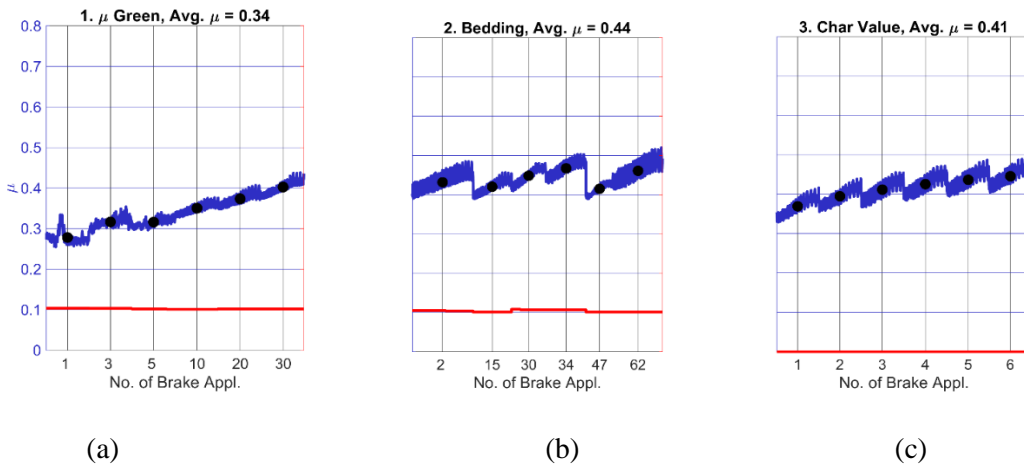 1. μ Green, Avg. μ = 0.34
0.8
0.7
0.6
0.5
0.4
0.3
0.2
0.1
0
μ
1 3 5 10 20 30
No. of Brake Appl.
(a)
2. Bedding, Avg. μ = 0.44
2 15 30 34 47 62
No. of Brake Appl.
(b)
3. Char Value, Avg. μ = 0.41
1 2 3 4 5 6
No. of Brake Appl.
(c)